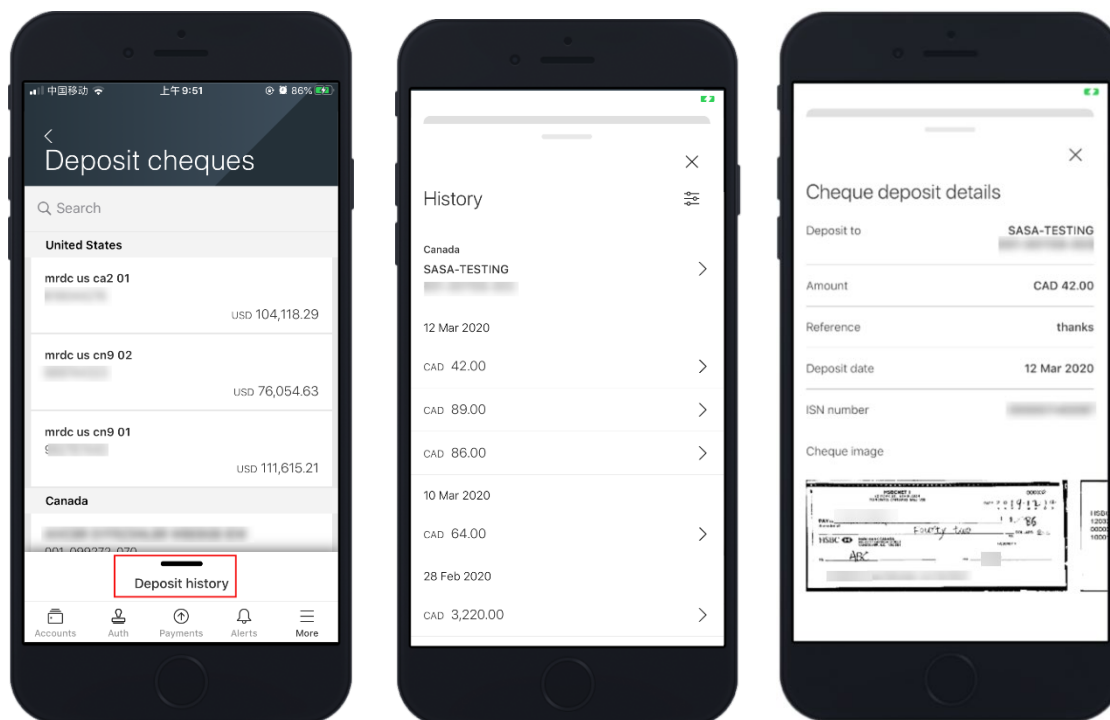 中国移动 上午9:51 86%
Deposit cheques
Search
United States
mrdc us ca2 01
USD 104,118.29
mrdc us cn9 02
USD 76,054.63
mrdc us cn9 01
USD 111,615.21
Canada
Deposit history
Accounts Auth Payments Alerts More
History
Canada
SASA-TESTING
12 Mar 2020
CAD 42.00
CAD 89.00
CAD 86.00
10 Mar 2020
CAD 64.00
28 Feb 2020
CAD 3,220.00
Cheque deposit details
Deposit to SASA-TESTING
Amount CAD 42.00
Reference thanks
Deposit date 12 Mar 2020
ISN number
Cheque image
Fourty two
HSBC
ABC